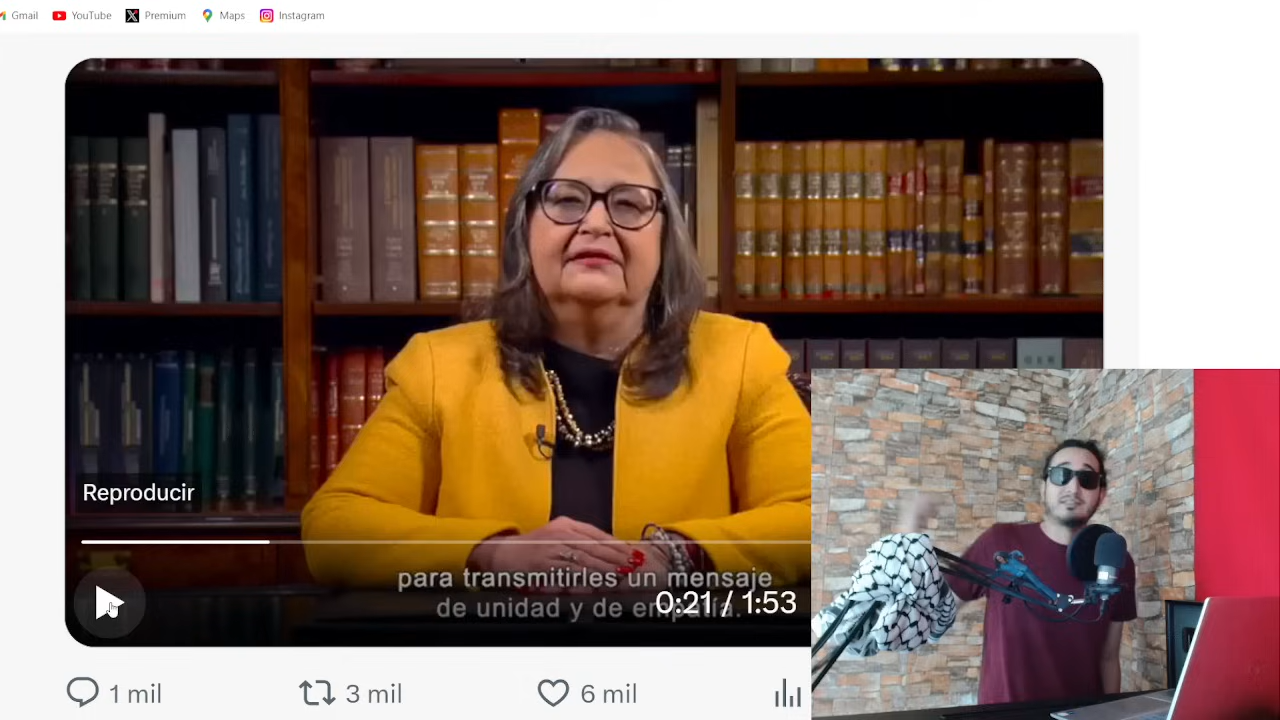 Gmail YouTube Premium Maps Instagram
Reproducir
para transmitirles un mensaje
de unidad y de empatía.
0:21 / 1:53
1 mil 3 mil 6 mil